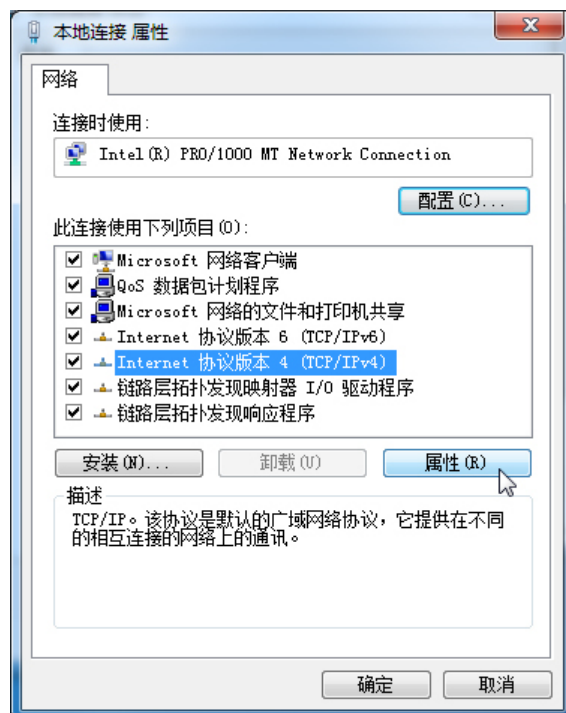 本地连接 属性
网络
连接时使用:
Intel(R) PRO/1000 MT Network Connection
配置(C)...
此连接使用下列项目(O):
Microsoft 网络客户端
QoS 数据包计划程序
Microsoft 网络的文件和打印机共享
Internet 协议版本 6 (TCP/IPv6)
Internet 协议版本 4 (TCP/IPv4)
链路层拓扑发现映射器 I/O 驱动程序
链路层拓扑发现响应程序
安装(N)... 卸载(U) 属性(R)
描述
TCP/IP。该协议是默认的广域网络协议，它提供在不同
的相互连接的网络上的通讯。
确定 取消